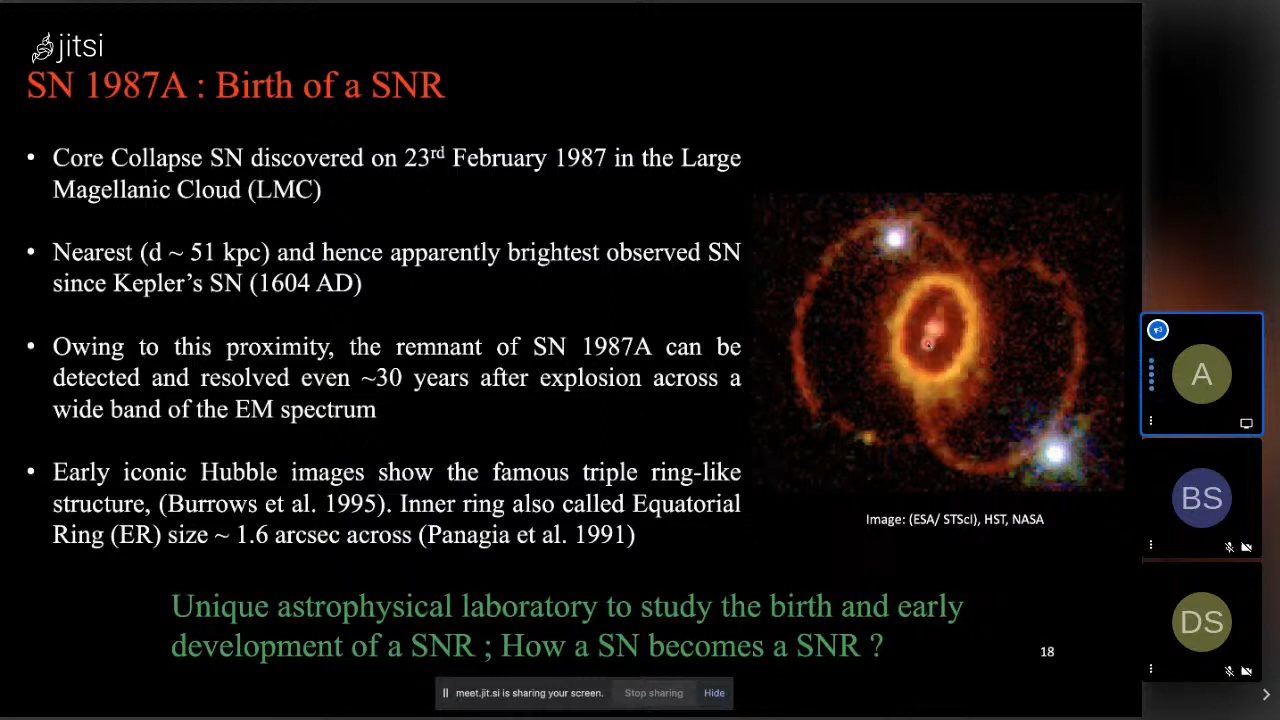 jitsi
SN 1987A : Birth of a SNR
• Core Collapse SN discovered on 23rd February 1987 in the Large
Magellanic Cloud (LMC)
• Nearest (d ~ 51 kpc) and hence apparently brightest observed SN
since Kepler’s SN (1604 AD)
• Owing to this proximity, the remnant of SN 1987A can be
detected and resolved even ~30 years after explosion across a
wide band of the EM spectrum
• Early iconic Hubble images show the famous triple ring-like
structure, (Burrows et al. 1995). Inner ring also called Equatorial
Ring (ER) size ~ 1.6 arcsec across (Panagia et al. 1991)
Image: (ESA/ STScI), HST, NASA
Unique astrophysical laboratory to study the birth and early
development of a SNR ; How a SN becomes a SNR ?
18
meet.jit.si is sharing your screen. Stop sharing Hide
A
BS
DS